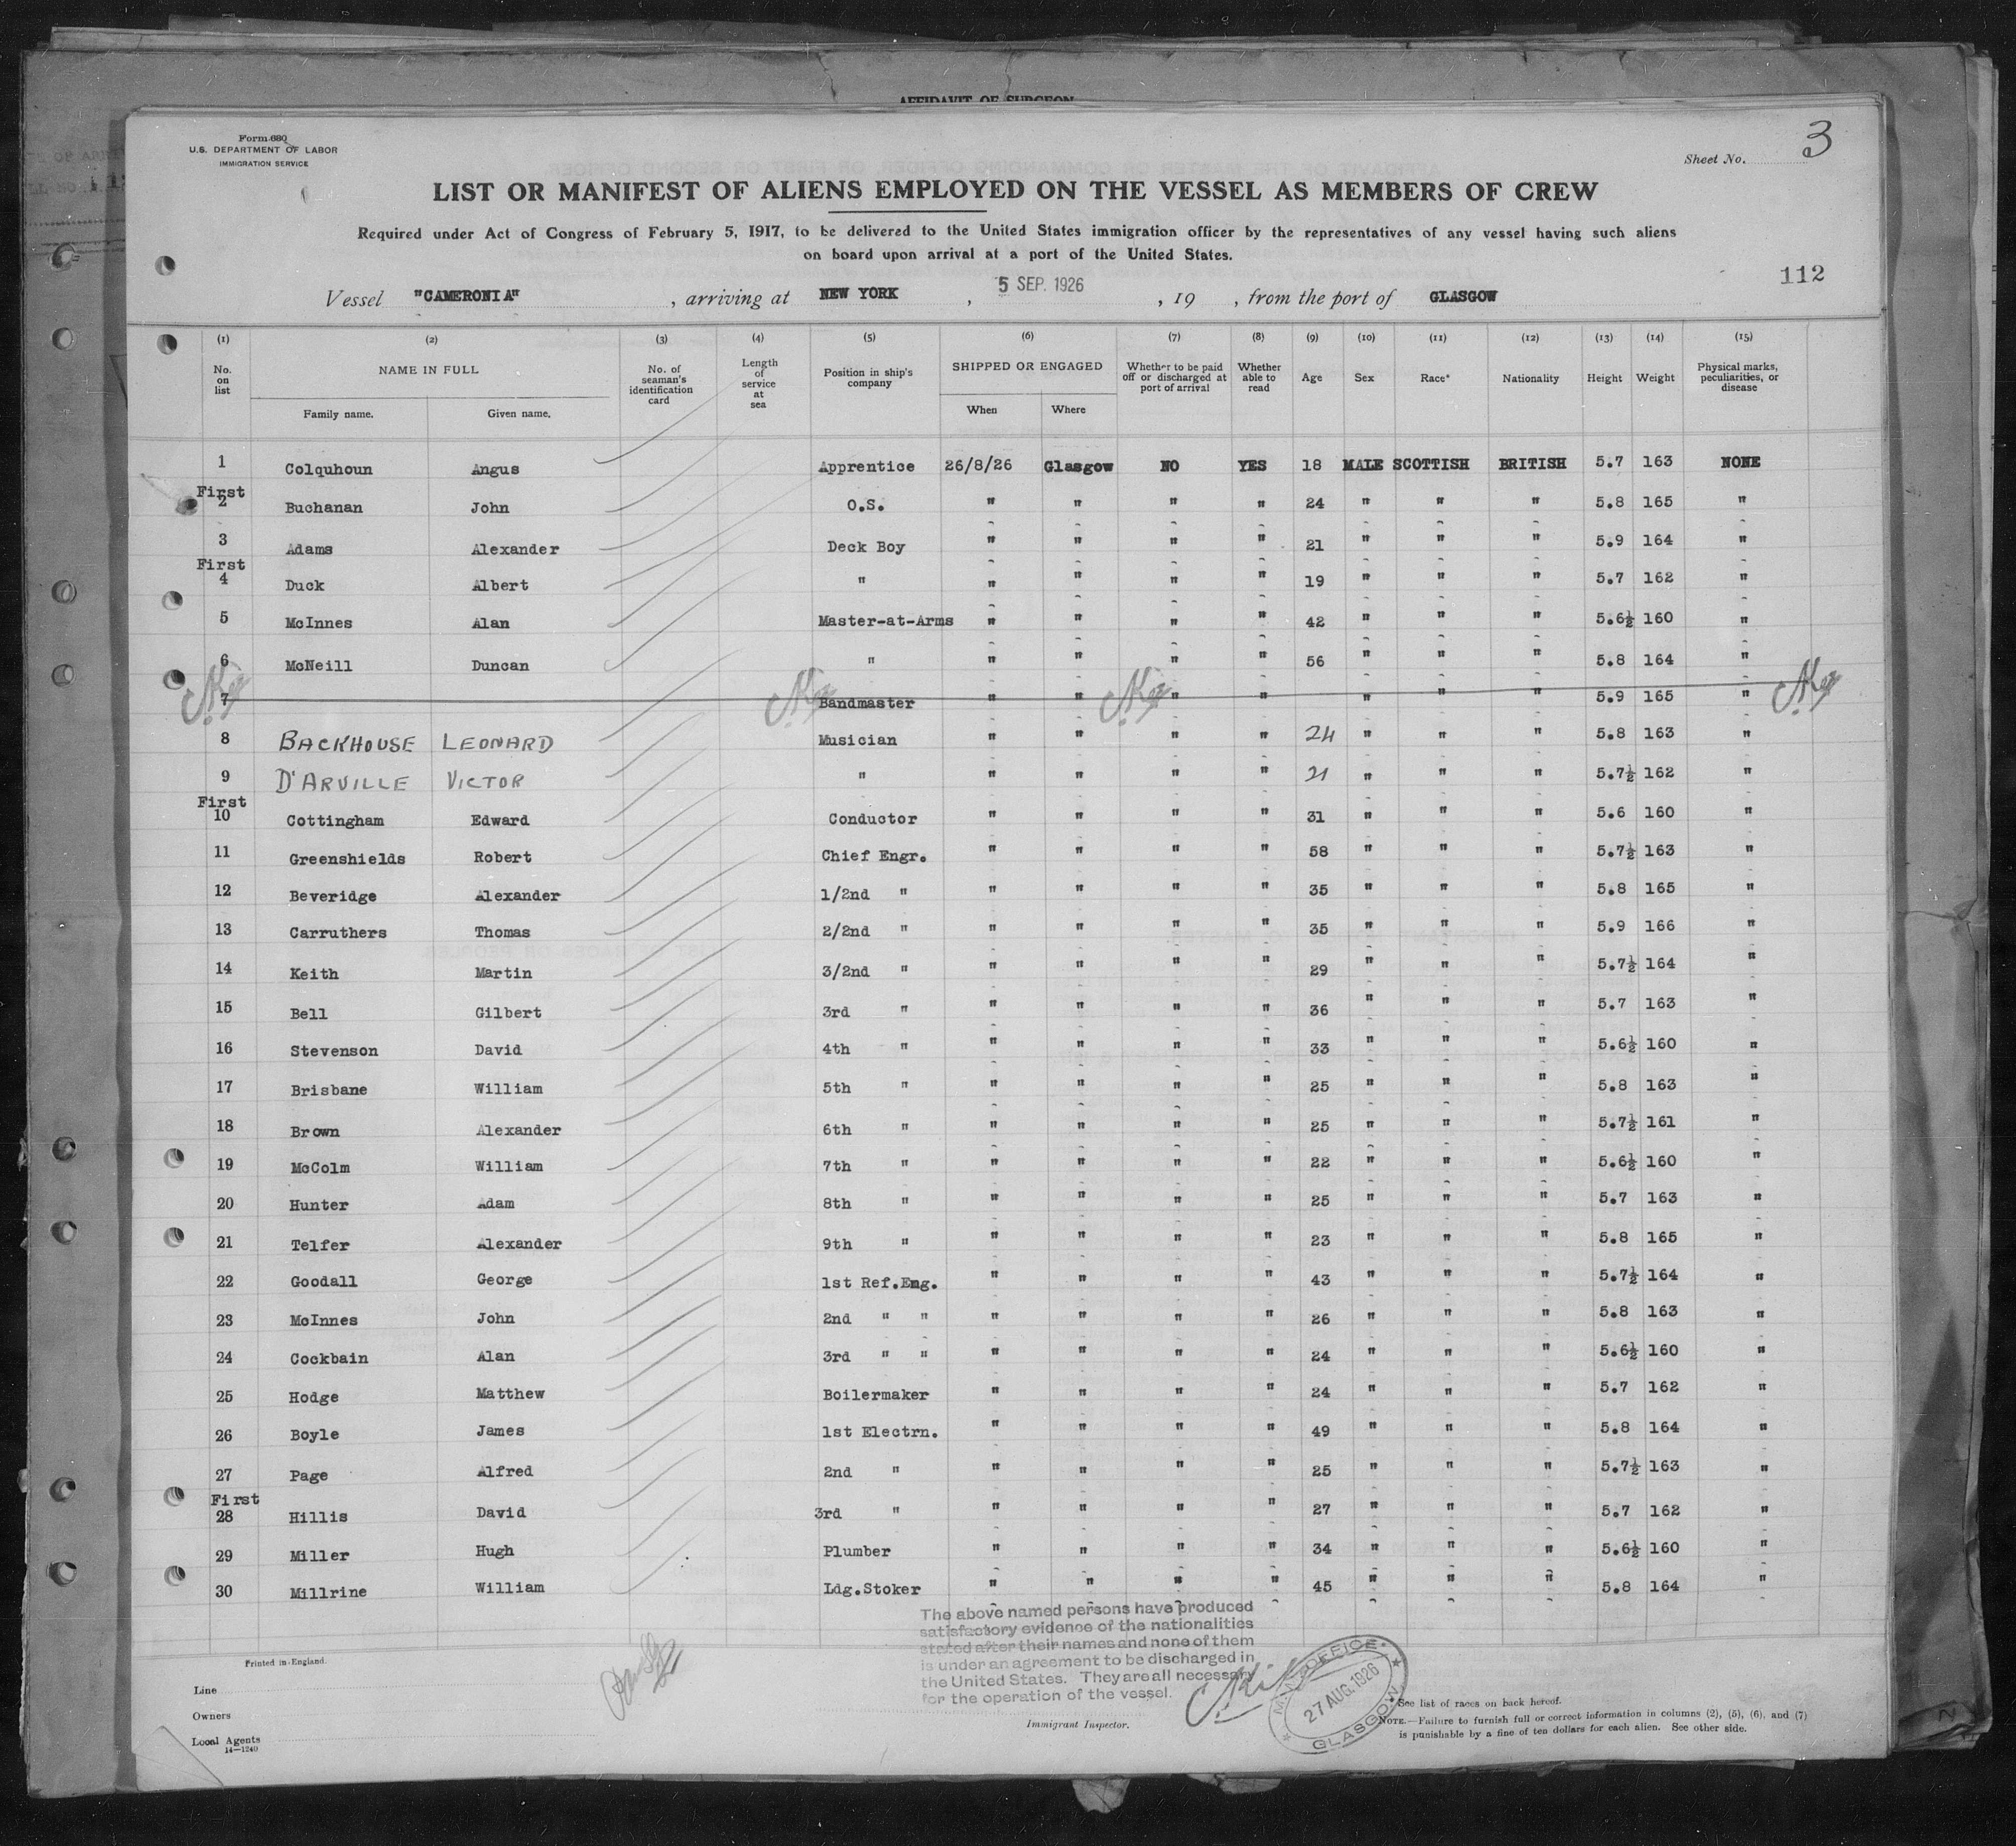 AFFIDAVIT OF SURGEON
Form 680
U.S. DEPARTMENT OF LABOR
IMMIGRATION SERVICE
Sheet No. 3
LIST OR MANIFEST OF ALIENS EMPLOYED ON THE VESSEL AS MEMBERS OF CREW
Required under Act of Congress of February 5, 1917, to be delivered to the United States immigration officer by the representatives of any vessel having such aliens
on board upon arrival at a port of the United States.
112
Vessel "CAMERONIA", arriving at NEW YORK, 5 SEP. 1926, 19 , from the port of GLASGOW
(1) (2) (3) (4) (5) (6) (7) (8) (9) (10) (11) (12) (13) (14) (15)
No. on list NAME IN FULL Family name. Given name. No. of seaman's identification card Length of service at sea Position in ship's company SHIPPED OR ENGAGED When Where Whether to be paid off or discharged at port of arrival Whether able to read Age Sex Race* Nationality Height Weight Physical marks, peculiarities, or disease
1 Colquhoun Angus Apprentice 26/8/26 Glasgow NO YES 18 MALE SCOTTISH BRITISH 5.7 163 NONE
First
2 Buchanan John O.S. " " " " 24 " " " 5.8 165 "
3 Adams Alexander Deck Boy " " " " 21 " " " 5.9 164 "
First
4 Duck Albert " " " " " 19 " " " 5.7 162 "
5 McInnes Alan Master-at-Arms " " " " 42 " " " 5.6½ 160 "
6 McNeill Duncan " " " " " 56 " " " 5.8 164 "
7 Bandmaster " " " " " " " 5.9 165 "
8 BACKHOUSE LEONARD Musician " " " " 24 " " " 5.8 163 "
9 D'ARVILLE VICTOR " " " " " 21 " " " 5.7½ 162 "
First
10 Cottingham Edward Conductor " " " " 31 " " " 5.6 160 "
11 Greenshields Robert Chief Engr. " " " " 58 " " " 5.7½ 163 "
12 Beveridge Alexander 1/2nd " " " " " 35 " " " 5.8 165 "
13 Carruthers Thomas 2/2nd " " " " " 35 " " " 5.9 166 "
14 Keith Martin 3/2nd " " " " " 29 " " " 5.7½ 164 "
15 Bell Gilbert 3rd " " " " " 36 " " " 5.7 163 "
16 Stevenson David 4th " " " " " 33 " " " 5.6½ 160 "
17 Brisbane William 5th " " " " " 25 " " " 5.8 163 "
18 Brown Alexander 6th " " " " " 25 " " " 5.7½ 161 "
19 McColm William 7th " " " " " 22 " " " 5.6½ 160 "
20 Hunter Adam 8th " " " " " 25 " " " 5.7 163 "
21 Telfer Alexander 9th " " " " " 23 " " " 5.8 165 "
22 Goodall George 1st Ref.Eng. " " " " 43 " " " 5.7½ 164 "
23 McInnes John 2nd " " " " " " 26 " " " 5.8 163 "
24 Cockbain Alan 3rd " " " " " " 24 " " " 5.6½ 160 "
25 Hodge Matthew Boilermaker " " " " 24 " " " 5.7 162 "
26 Boyle James 1st Electrn. " " " " 49 " " " 5.8 164 "
27 Page Alfred 2nd " " " " " 25 " " " 5.7½ 163 "
First
28 Hillis David 3rd " " " " " 27 " " " 5.7 162 "
29 Miller Hugh Plumber " " " " 34 " " " 5.6½ 160 "
30 Millrine William Ldg.Stoker " " " " 45 " " " 5.8 164 "
The above named persons have produced
satisfactory evidence of the nationalities
stated after their names and none of them
is under an agreement to be discharged in
the United States. They are all necessary
for the operation of the vessel.
Immigrant Inspector.
27 AUG. 1926
GLASGOW
Printed in England.
Line
Owners
Local Agents
14—1240
*See list of races on back hereof.
NOTE.—Failure to furnish full or correct information in columns (2), (5), (6), and (7)
is punishable by a fine of ten dollars for each alien. See other side.